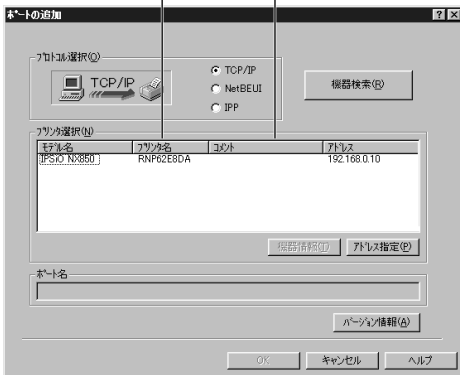 ポートの追加
プロトコル選択(O)
TCP/IP
TCP/IP
NetBEUI
IPP
機器検索(R)
プリンタ選択(N)
モデル名 プリンタ名 コメント アドレス
IPSiO NX850 RNP62E8DA 192.168.0.10
機器情報(I) アドレス指定(P)
ポート名
バージョン情報(A)
OK キャンセル ヘルプ